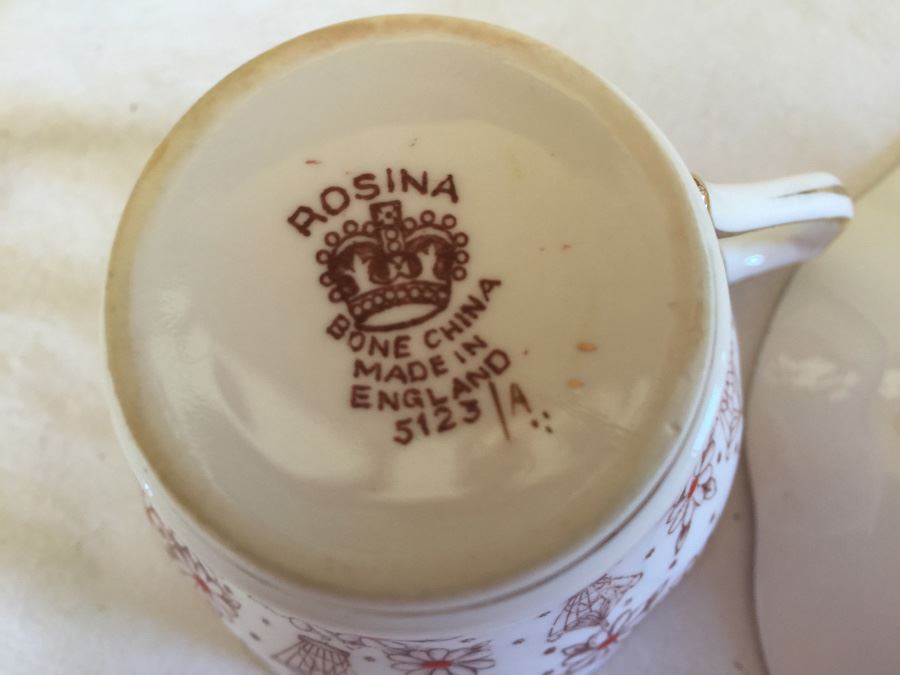 ROSINA
BONE CHINA
MADE IN
ENGLAND
5123/A